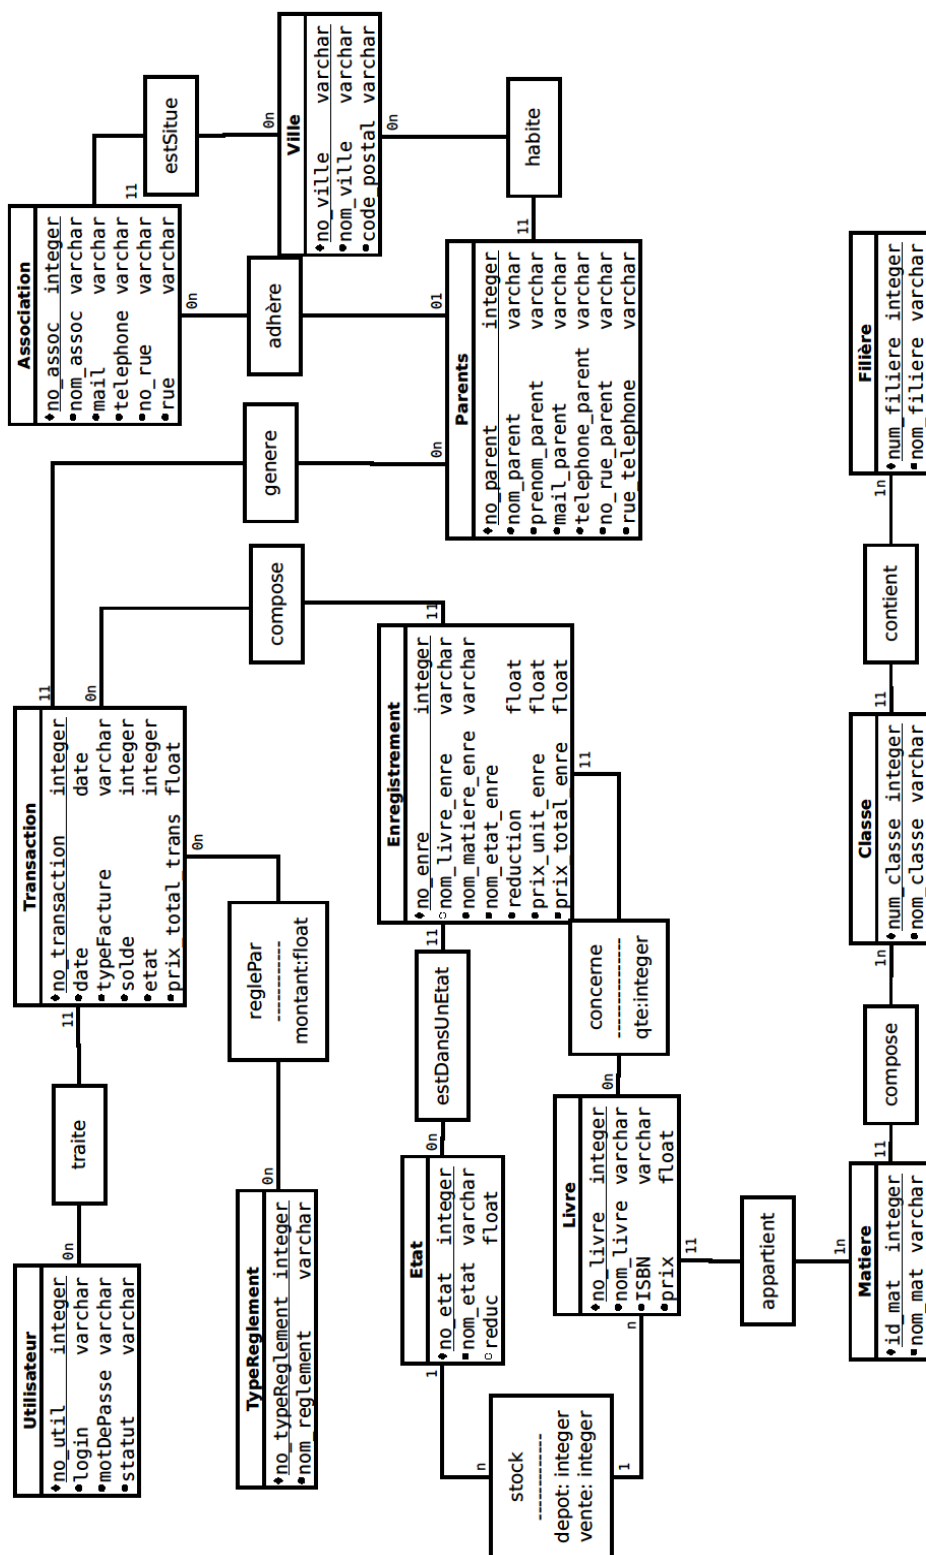 Utilisateur
no_util integer
login varchar
motDePasse varchar
statut varchar
0n
traite
11
Transaction
no_transaction integer
date date
typeFacture varchar
solde integer
etat integer
prix_total_trans float
11
0n
0n
genere
0n
compose
11
Association
no_assoc integer
nom_assoc varchar
mail varchar
telephone varchar
no_rue varchar
rue varchar
11
estSitue
0n
0n
adhère
01
Ville
no_ville varchar
nom_ville varchar
code_postal varchar
0n
habite
11
TypeReglement
no_typeReglement integer
nom_reglement varchar
0n
reglePar
-----------
montant:float
Parents
no_parent integer
nom_parent varchar
prenom_parent varchar
mail_parent varchar
telephone_parent varchar
no_rue_parent varchar
rue_telephone varchar
Enregistrement
no_enre integer
nom_livre_enre varchar
nom_matiere_enre varchar
nom_etat_enre
reduction float
prix_unit_enre float
prix_total_enre float
11
11
Etat
no_etat integer
nom_etat varchar
reduc float
1
0n
estDansUnEtat
stock
-------------
depot: integer
vente: integer
n
1
Livre
no_livre integer
nom_livre varchar
ISBN varchar
prix float
n
11
0n
concerne
--------------
qte:integer
appartient
1n
Matiere
id_mat integer
nom_mat varchar
11
compose
1n
Classe
num_classe integer
nom_classe varchar
11
contient
1n
Filière
num_filiere integer
nom_filiere varchar